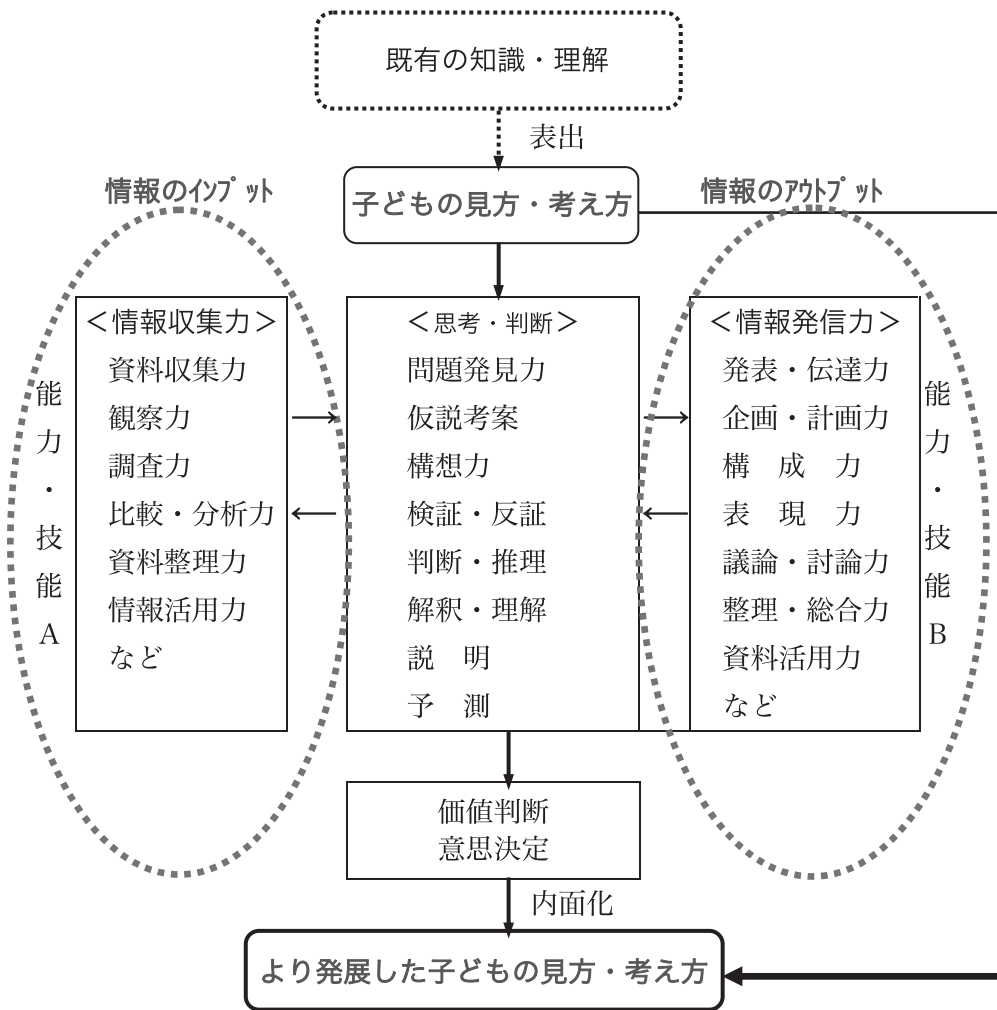 既有の知識・理解
表出
情報のインプット
子どもの見方・考え方
情報のアウトプット
能力・技能A
＜情報収集力＞
資料収集力
観察力
調査力
比較・分析力
資料整理力
情報活用力
など
＜思考・判断＞
問題発見力
仮説考案
構想力
検証・反証
判断・推理
解釈・理解
説　明
予　測
＜情報発信力＞
発表・伝達力
企画・計画力
構　成　力
表　現　力
議論・討論力
整理・総合力
資料活用力
など
能力・技能B
価値判断
意思決定
内面化
より発展した子どもの見方・考え方